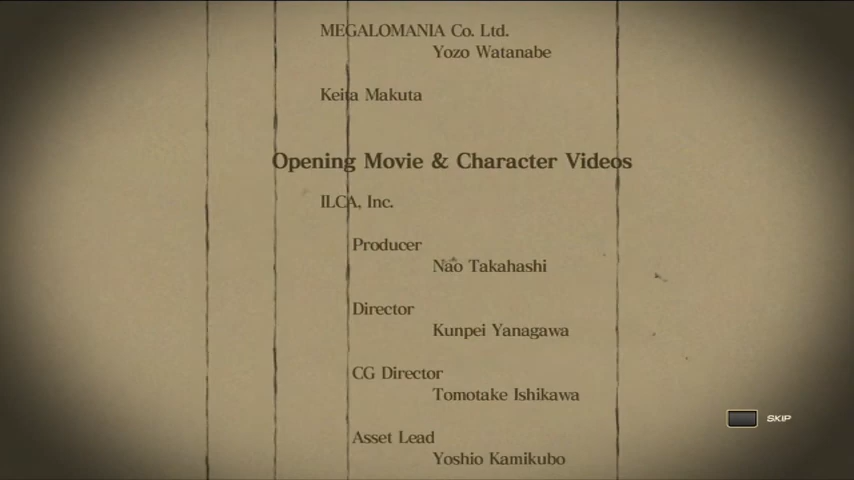 MEGALOMANIA Co. Ltd.
Yozo Watanabe
Keita Makuta
Opening Movie & Character Videos
ILCA, Inc.
Producer
Nao Takahashi
Director
Kunpei Yanagawa
CG Director
Tomotake Ishikawa
Asset Lead
Yoshio Kamikubo
SKIP